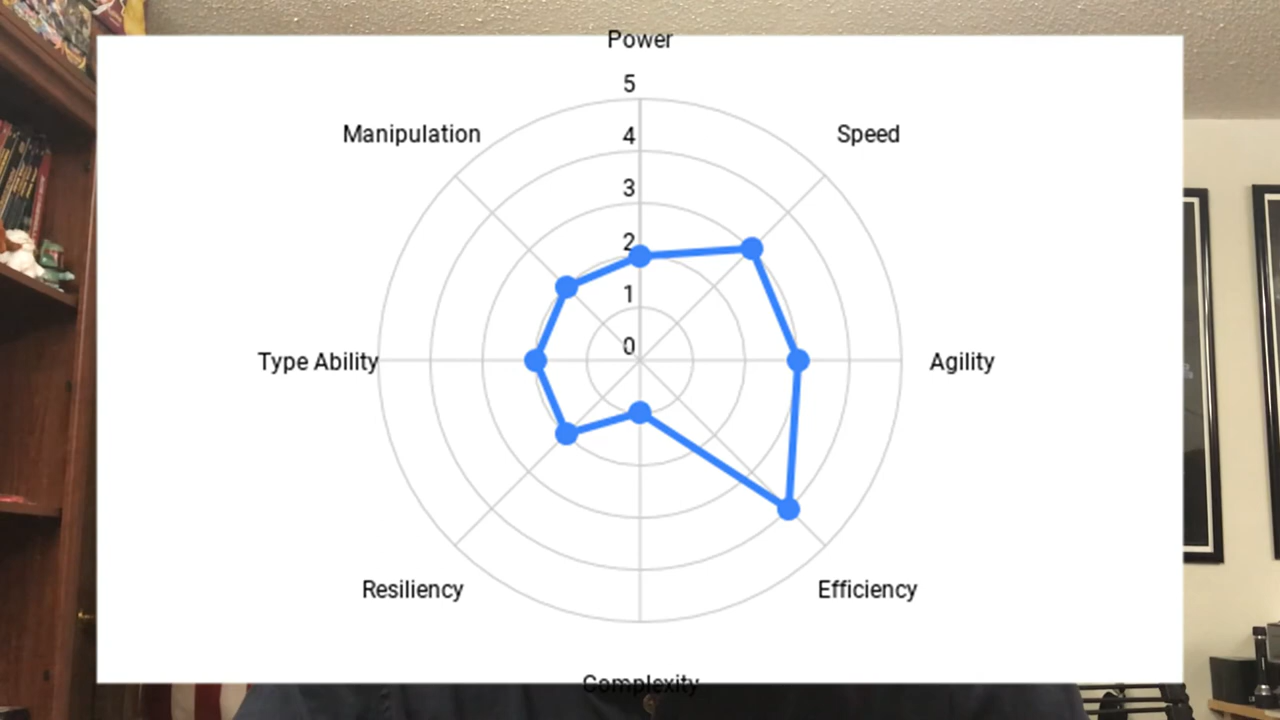 Power
5
Manipulation
4
Speed
3
2
1
0
Type Ability
Agility
Resiliency
Efficiency
Complexity